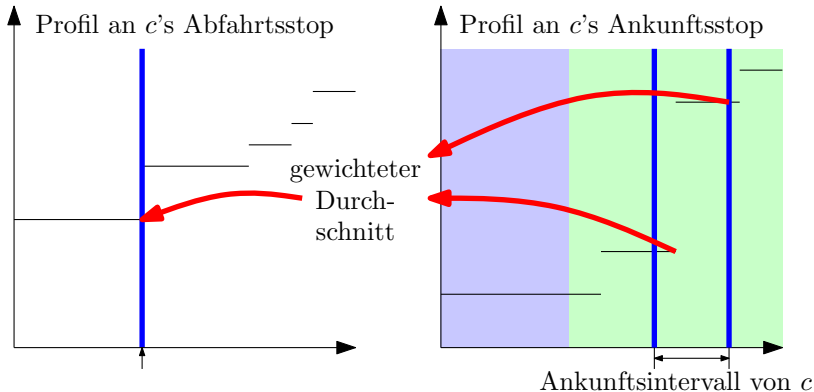 Profil an c's Abfahrtsstop
Profil an c's Ankunftsstop
gewichteter
Durch-
schnitt
Ankunftsintervall von c